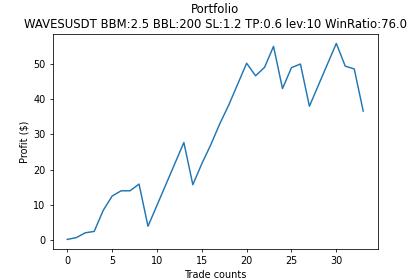 Portfolio
WAVESUSDT BBM:2.5 BBL:200 SL:1.2 TP:0.6 lev:10 WinRatio:76.0
Profit ($)
50
40
30
20
10
0
0 5 10 15 20 25 30
Trade counts